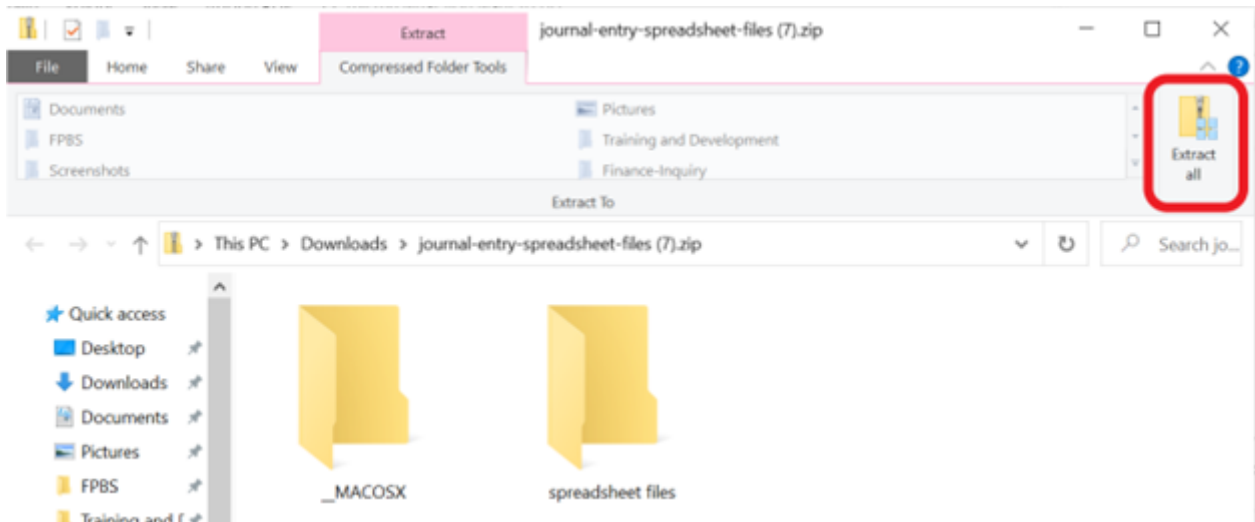 Extract
journal-entry-spreadsheet-files (7).zip
File Home Share View Compressed Folder Tools
Documents Pictures
FPBS Training and Development
Screenshots Finance-Inquiry
Extract
all
Extract To
This PC > Downloads > journal-entry-spreadsheet-files (7).zip
Search jo...
Quick access
Desktop
Downloads
Documents
Pictures
FPBS
Training and
__MACOSX
spreadsheet files